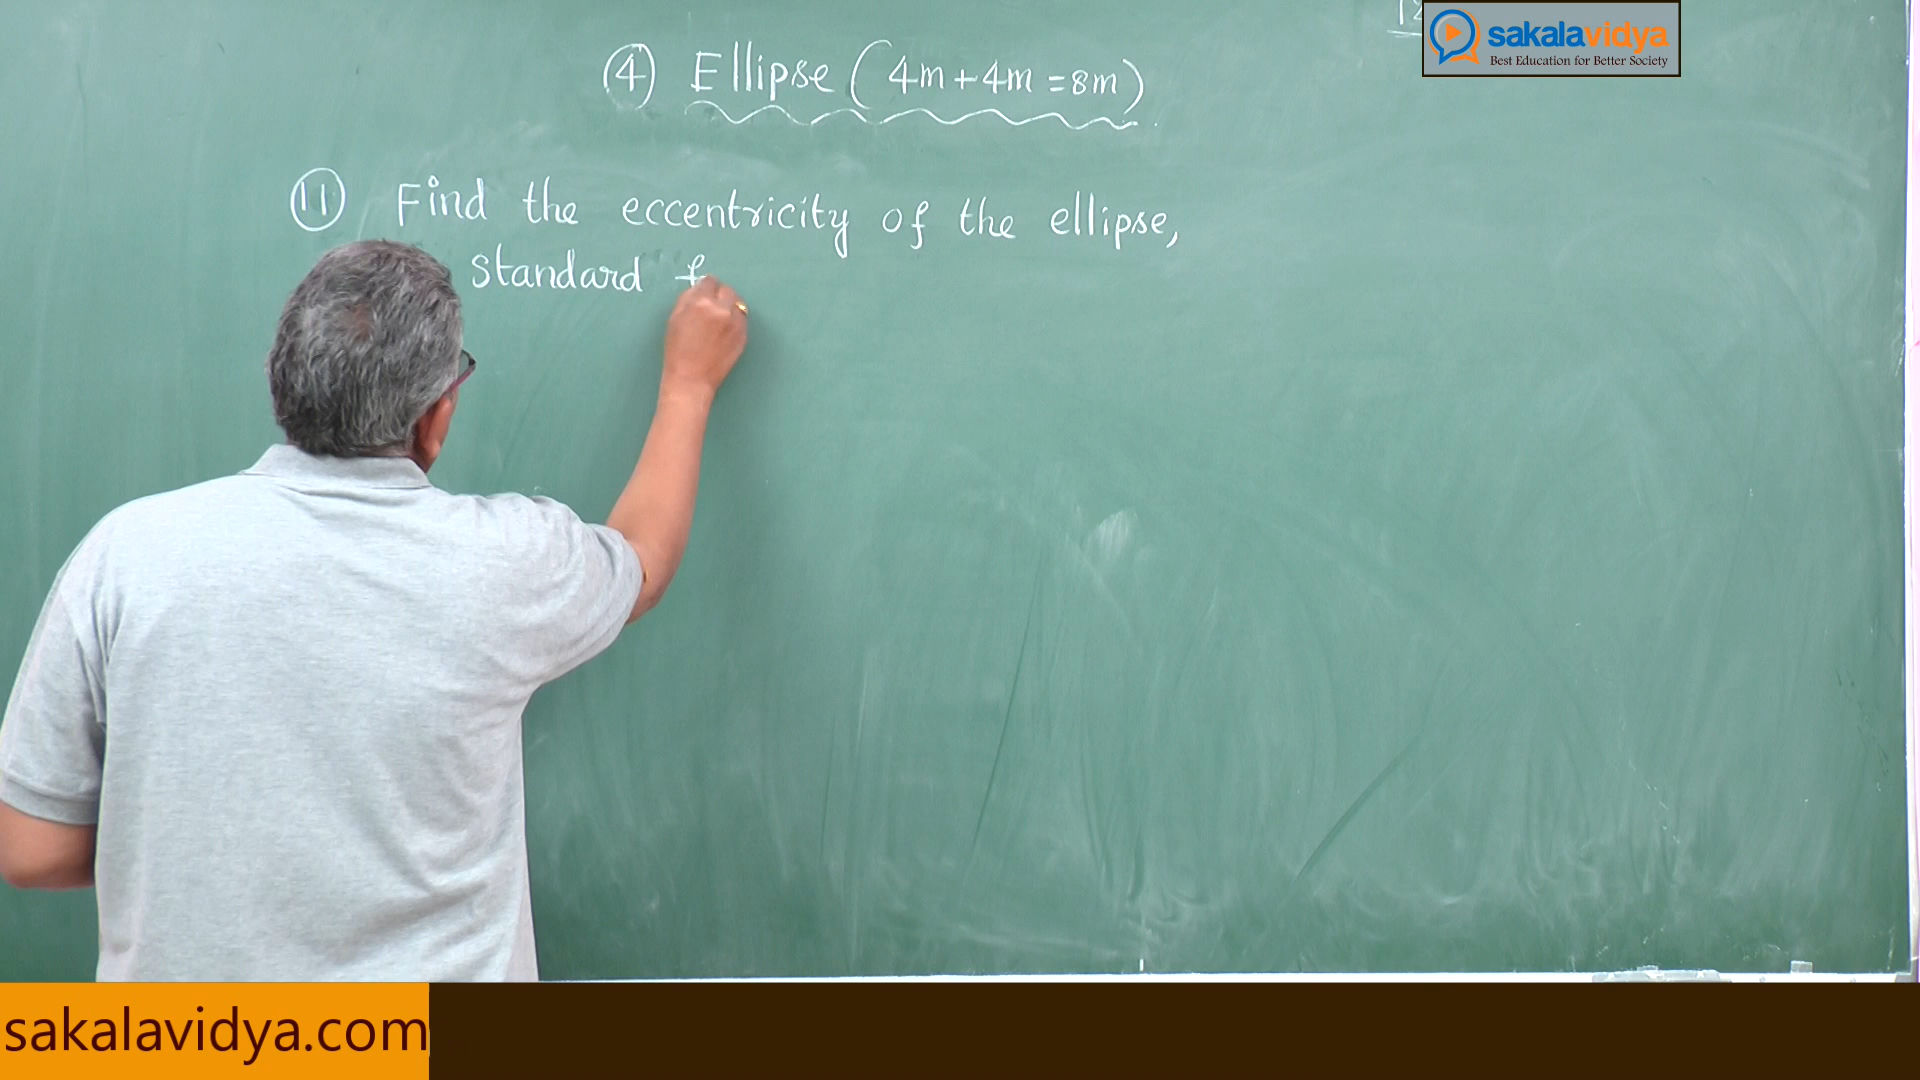 sakalavidya
Best Education for Better Society
④ Ellipse (4m+4m=8m)
⑪ Find the eccentricity of the ellipse,
standard f
sakalavidya.com